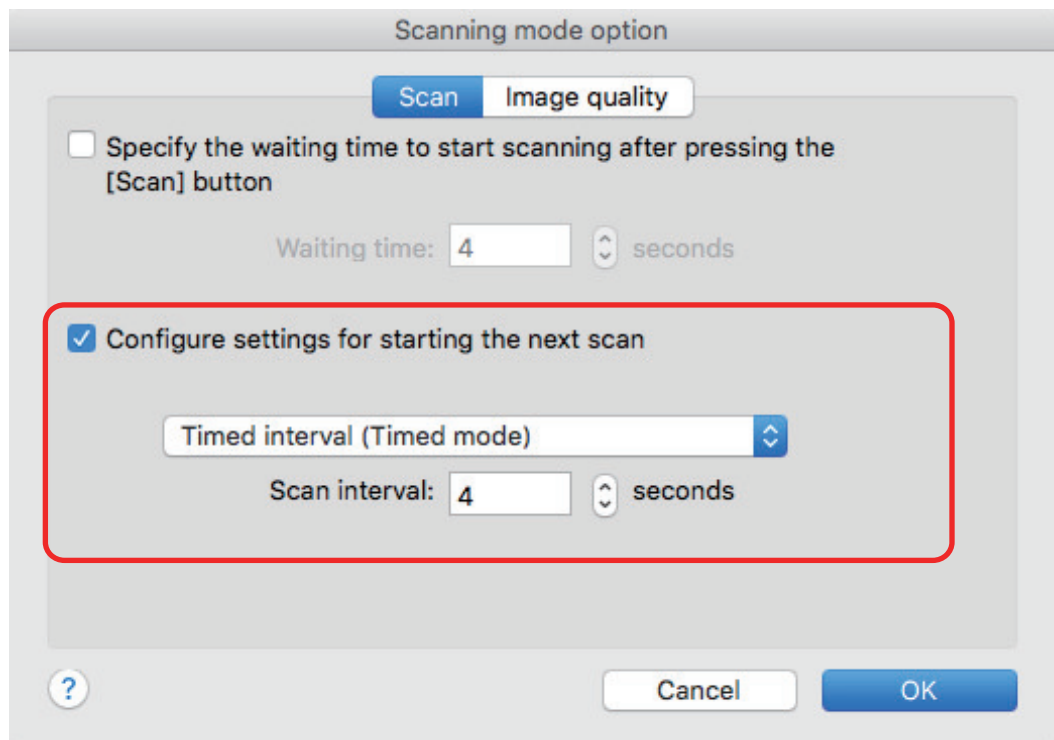 Scanning mode option
Scan Image quality
Specify the waiting time to start scanning after pressing the
[Scan] button
Waiting time: 4 seconds
Configure settings for starting the next scan
Timed interval (Timed mode)
Scan interval: 4 seconds
? Cancel OK